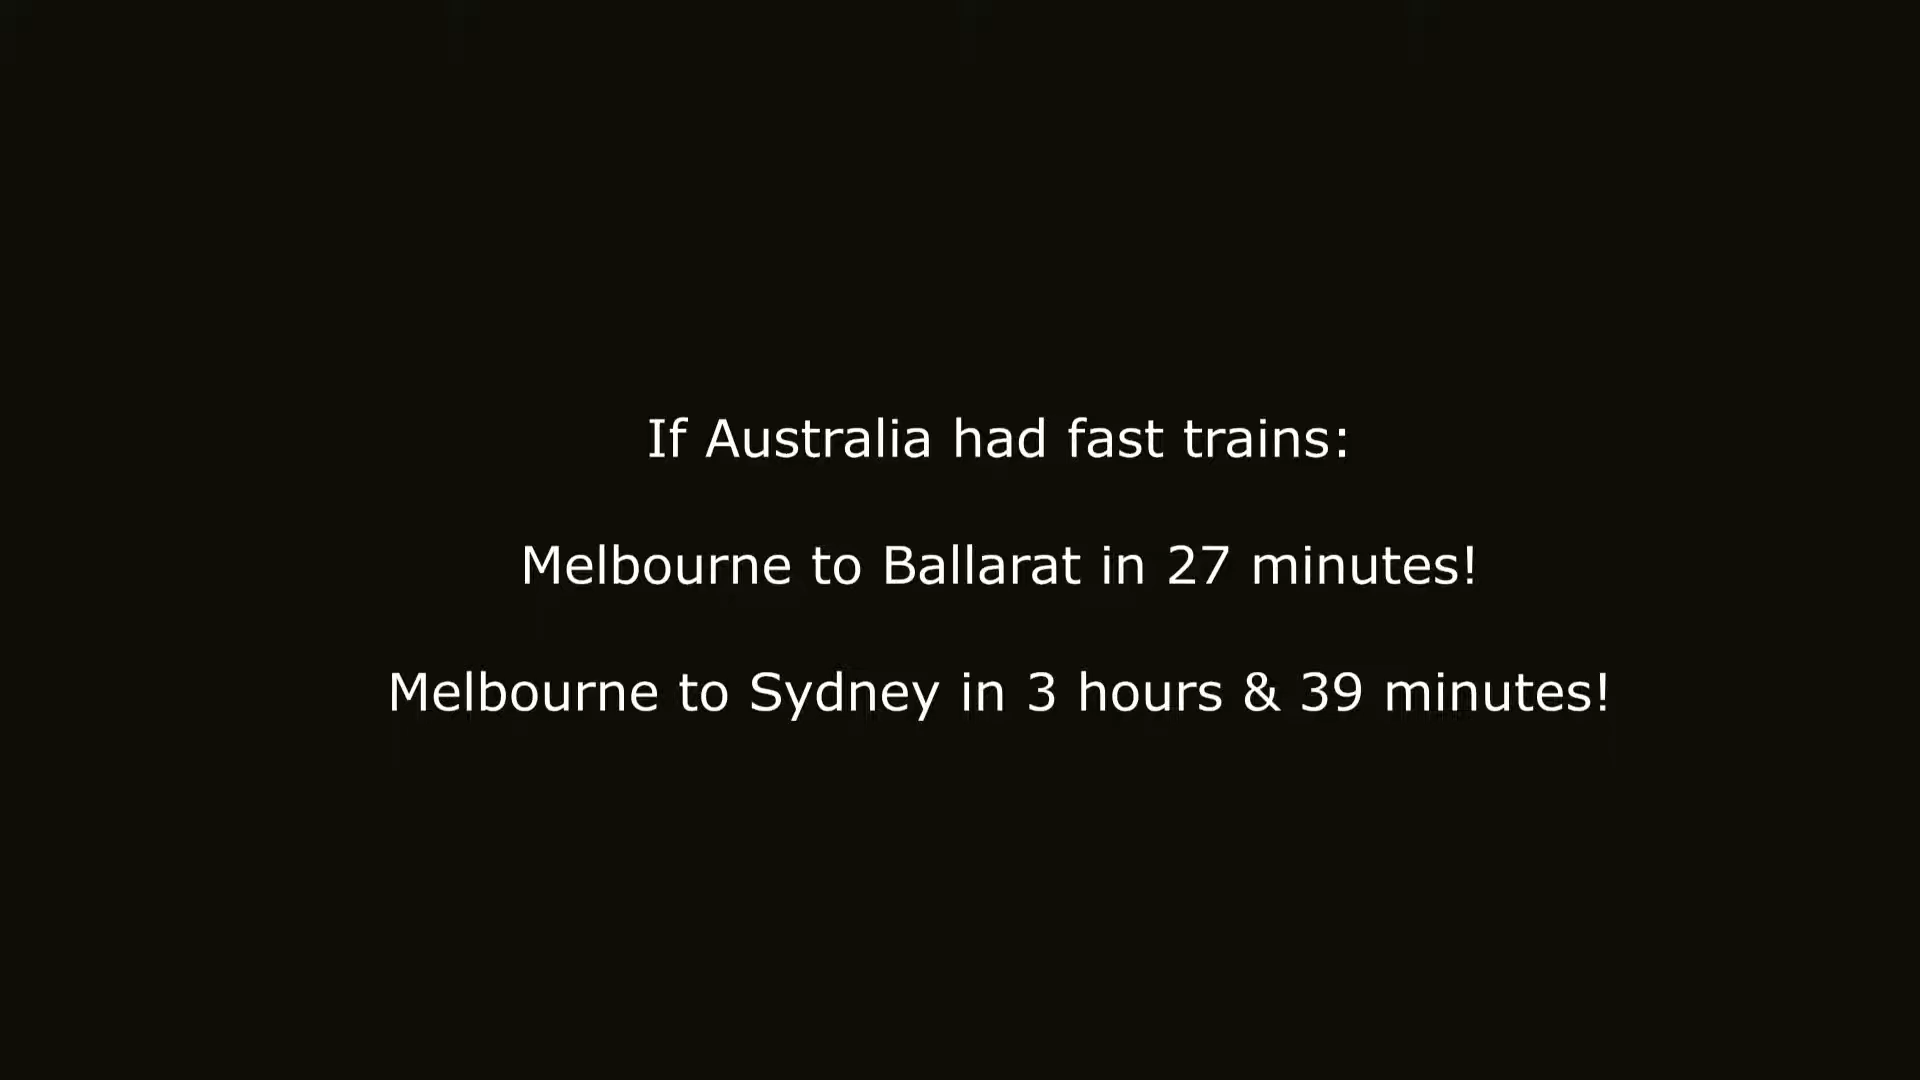 If Australia had fast trains:
Melbourne to Ballarat in 27 minutes!
Melbourne to Sydney in 3 hours & 39 minutes!